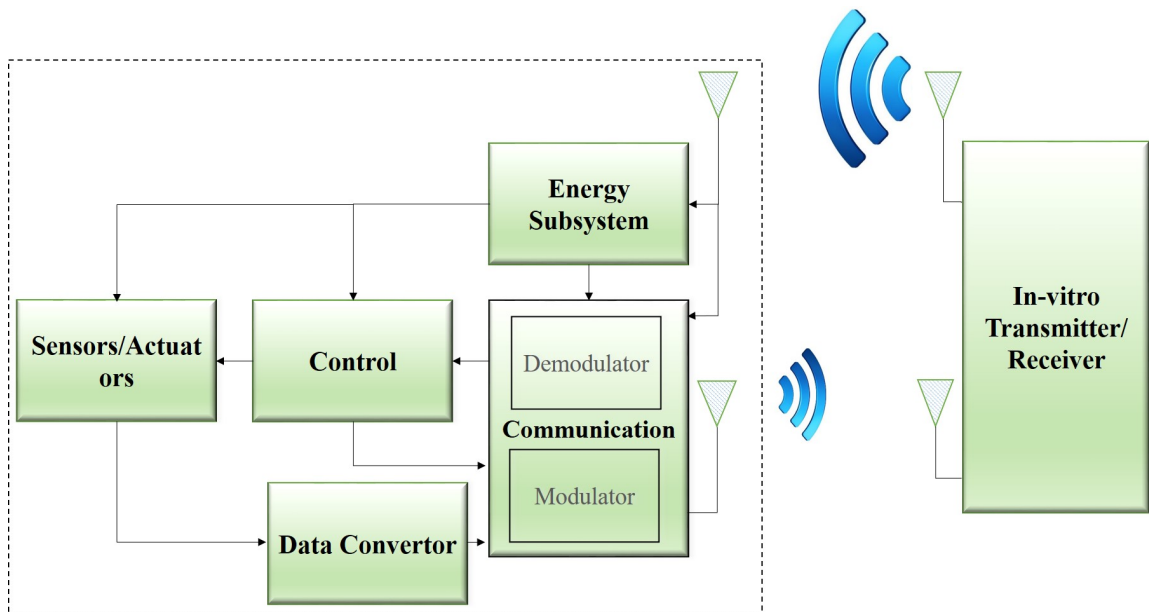 Energy
Subsystem
Sensors/Actuat
ors
Control
Demodulator
Communication
Modulator
Data Convertor
In-vitro
Transmitter/
Receiver